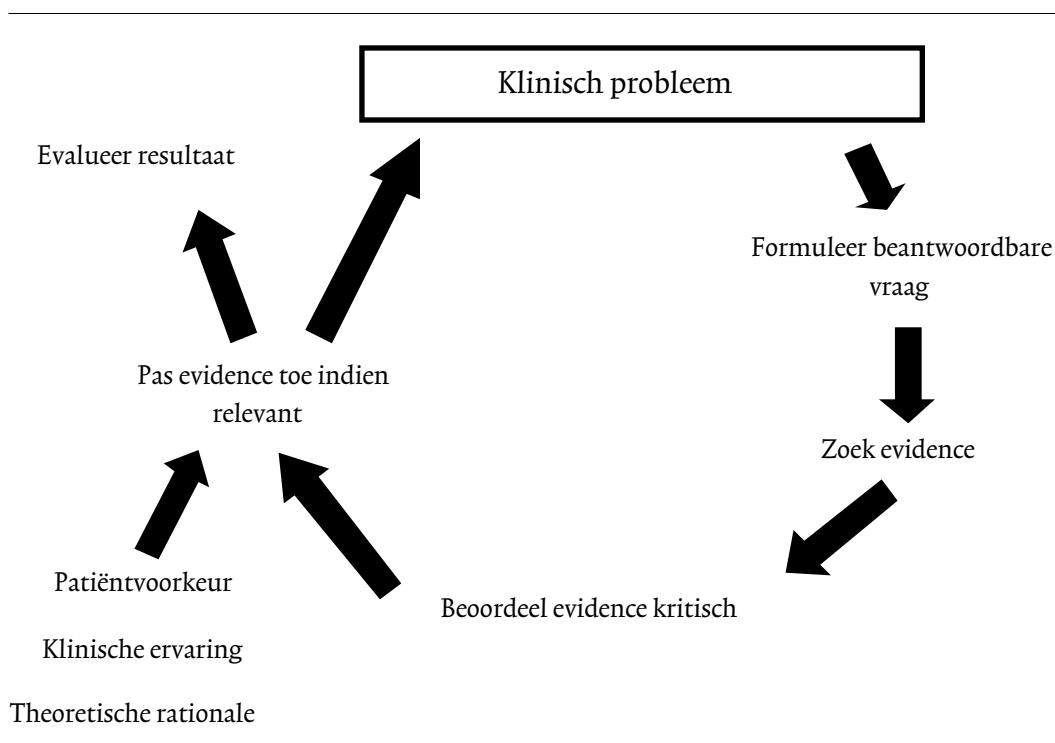 Klinisch probleem
Evalueer resultaat
Formuleer beantwoordbare
vraag
Pas evidence toe indien
relevant
Zoek evidence
Patiëntvoorkeur
Beoordeel evidence kritisch
Klinische ervaring
Theoretische rationale